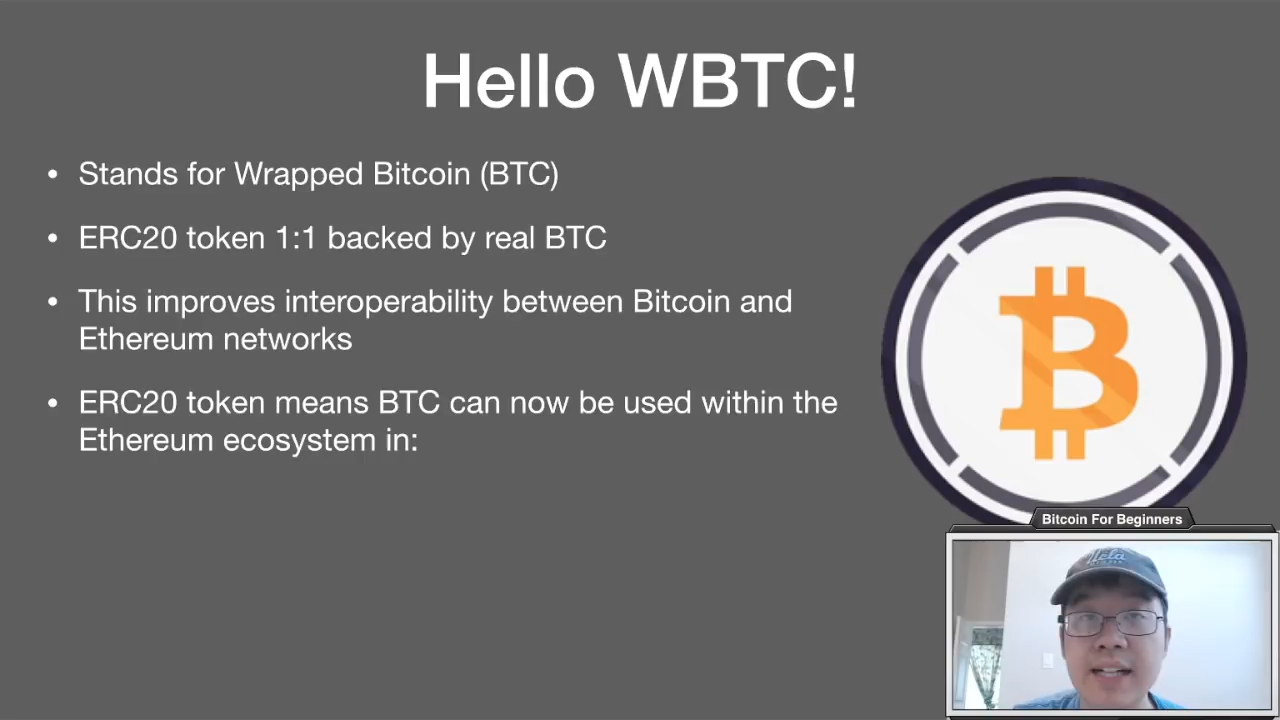 Hello WBTC!
• Stands for Wrapped Bitcoin (BTC)
• ERC20 token 1:1 backed by real BTC
• This improves interoperability between Bitcoin and
Ethereum networks
• ERC20 token means BTC can now be used within the
Ethereum ecosystem in:
Bitcoin For Beginners
Ucla